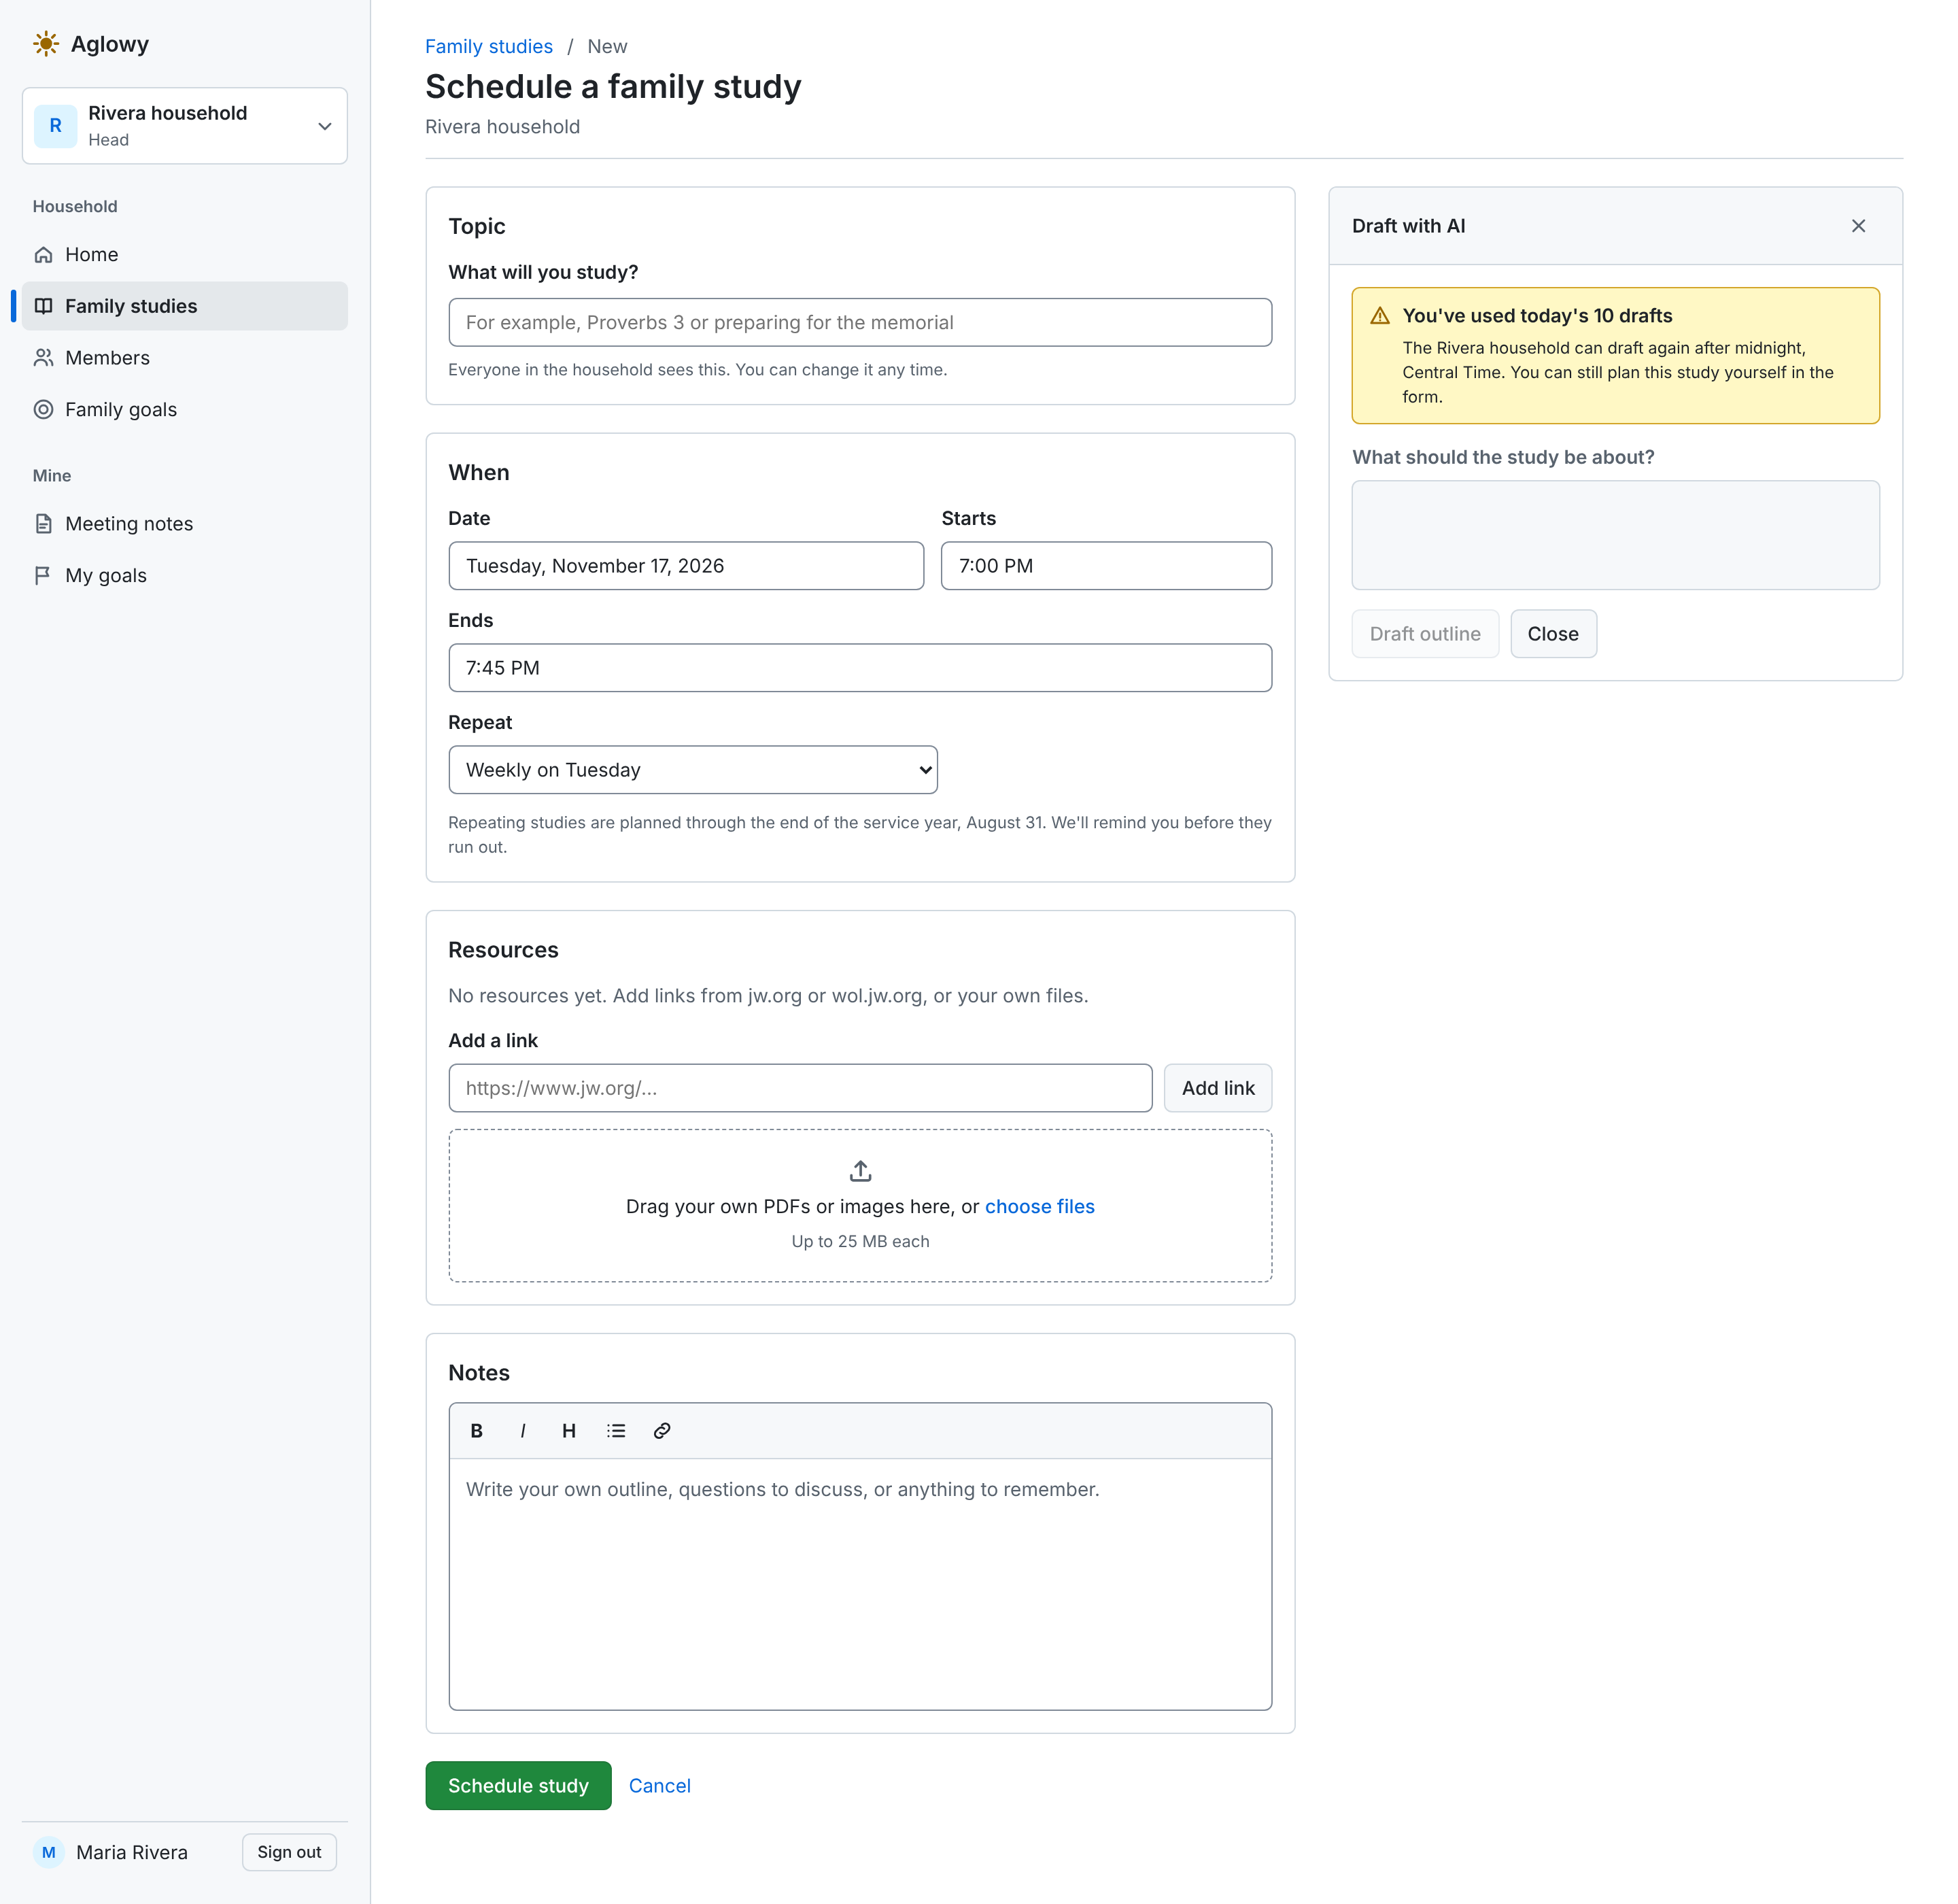 Aglowy
R
Rivera household
Head
Household
Home
Family studies
Members
Family goals
Mine
Meeting notes
My goals
M
Maria Rivera
Sign out
Family studies / New
Schedule a family study
Rivera household
Topic
What will you study?
For example, Proverbs 3 or preparing for the memorial
Everyone in the household sees this. You can change it any time.
When
Date
Starts
Tuesday, November 17, 2026
7:00 PM
Ends
7:45 PM
Repeat
Weekly on Tuesday
Repeating studies are planned through the end of the service year, August 31. We'll remind you before they
run out.
Resources
No resources yet. Add links from jw.org or wol.jw.org, or your own files.
Add a link
https://www.jw.org/...
Add link
Drag your own PDFs or images here, or choose files
Up to 25 MB each
Notes
B I H
Write your own outline, questions to discuss, or anything to remember.
Schedule study
Cancel
Draft with AI
You've used today's 10 drafts
The Rivera household can draft again after midnight,
Central Time. You can still plan this study yourself in the
form.
What should the study be about?
Draft outline
Close